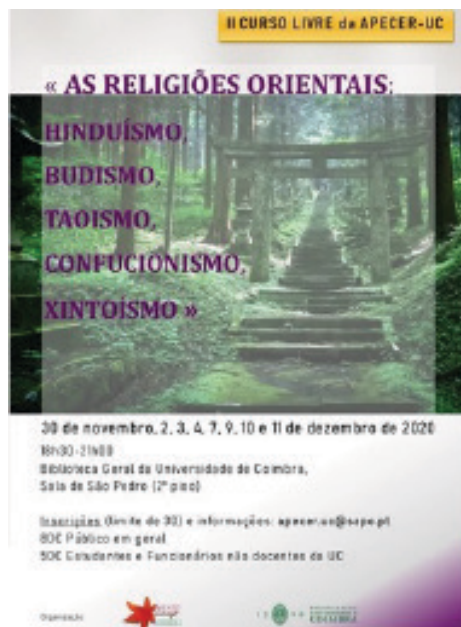 II CURSO LIVRE da APECER-UC
« AS RELIGIÕES ORIENTAIS:
HINDUÍSMO,
BUDISMO,
TAOISMO,
CONFUCIONISMO,
XINTOÍSMO »
30 de novembro, 2, 3, 4, 7, 9, 10 e 11 de dezembro de 2020
18h30-21h00
Biblioteca Geral da Universidade de Coimbra,
Sala de São Pedro (2º piso)
Inscrições (limite de 30) e informações: apecer.uc@sapo.pt
80€ Público em geral
50€ Estudantes e Funcionários não docentes da UC
Organização
COIMBRA